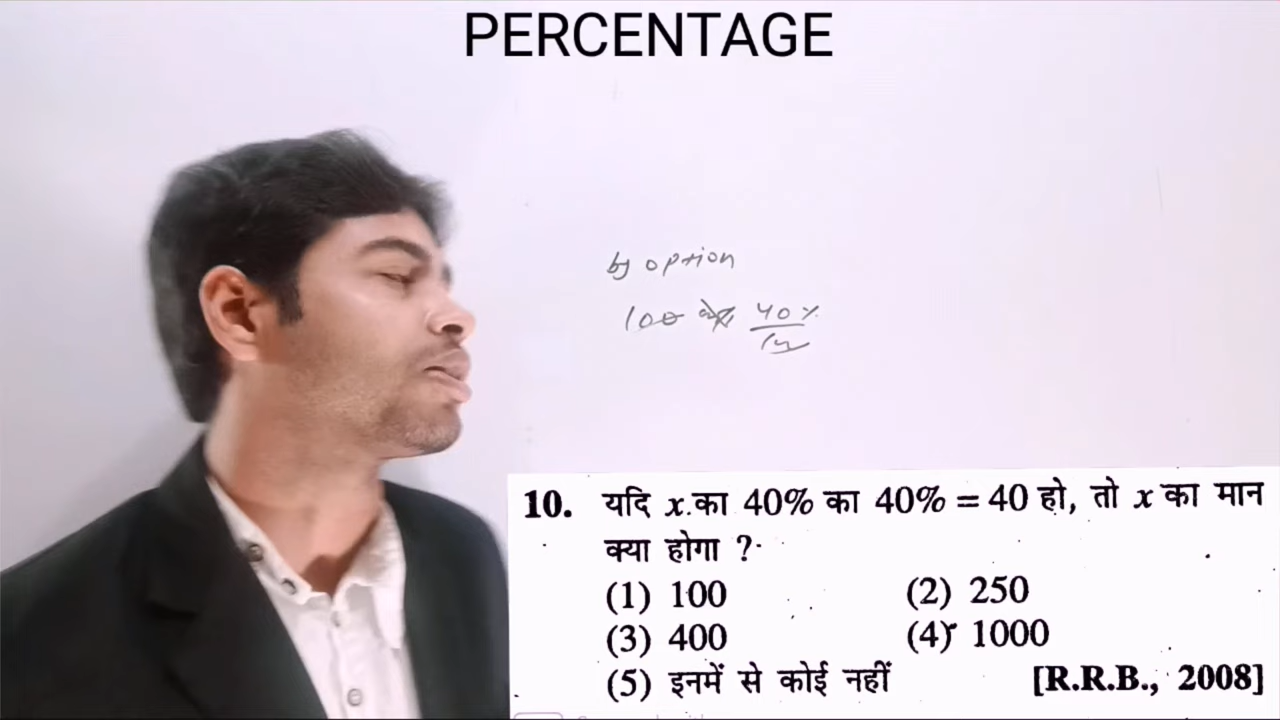 PERCENTAGE
by option
100 40%
10. यदि x का 40% का 40% = 40 हो, तो x का मान
क्या होगा ?
(1) 100 (2) 250
(3) 400 (4) 1000
(5) इनमें से कोई नहीं [R.R.B., 2008]